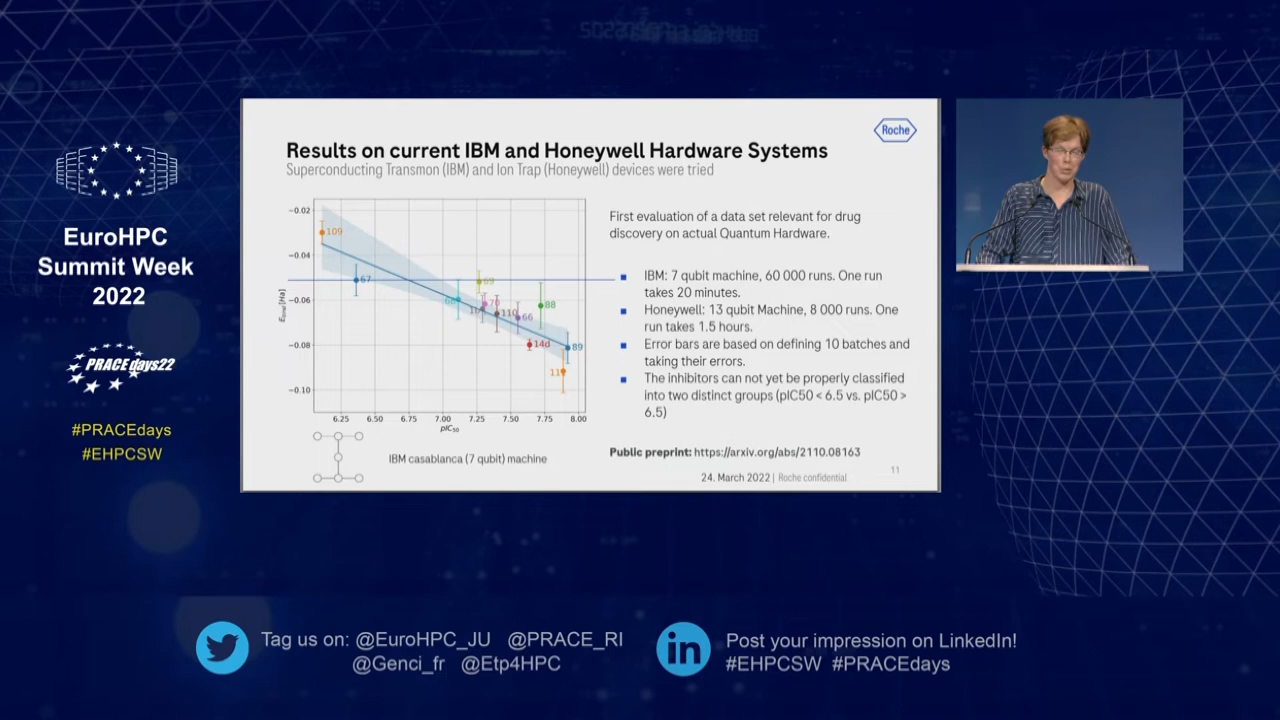 EuroHPC
Summit Week
2022
PRACEdays22
#PRACEdays
#EHPCSW
Roche
Results on current IBM and Honeywell Hardware Systems
Superconducting Transmon (IBM) and Ion Trap (Honeywell) devices were tried
−0.02
−0.04
−0.06
−0.08
−0.10
109
67
69
70
110
66
88
14d
89
11
6.25 6.50 6.75 7.00 7.25 7.50 7.75 8.00
pIC50
IBM casablanca (7 qubit) machine
First evaluation of a data set relevant for drug
discovery on actual Quantum Hardware.
IBM: 7 qubit machine, 60 000 runs. One run
takes 20 minutes.
Honeywell: 13 qubit Machine, 8 000 runs. One
run takes 1.5 hours.
Error bars are based on defining 10 batches and
taking their errors.
The inhibitors can not yet be properly classified
into two distinct groups (pIC50 < 6.5 vs. pIC50 >
6.5)
Public preprint: https://arxiv.org/abs/2110.08163
24. March 2022 | Roche confidential
11
Tag us on: @EuroHPC_JU @PRACE_RI
@Genci_fr @Etp4HPC
in
Post your impression on LinkedIn!
#EHPCSW #PRACEdays